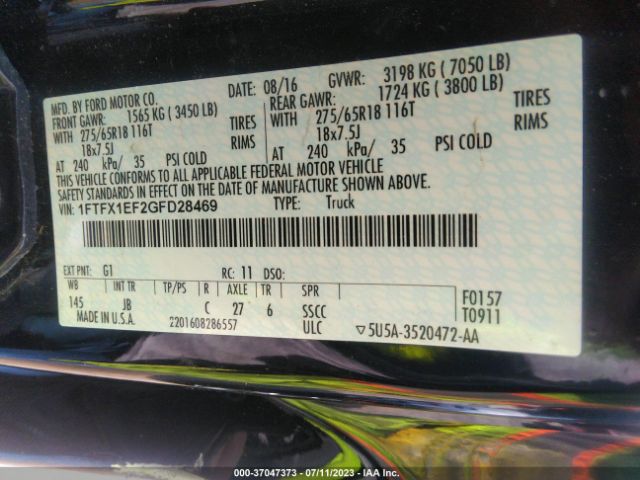 MFD. BY FORD MOTOR CO.
DATE: 08/16 GVWR: 3198 KG ( 7050 LB)
FRONT GAWR: 1565 KG ( 3450 LB) REAR GAWR: 1724 KG ( 3800 LB)
WITH 275/65R18 116T TIRES WITH 275/65R18 116T TIRES
18x7.5J RIMS 18x7.5J RIMS
AT 240 kPa/ 35 PSI COLD AT 240 kPa/ 35 PSI COLD
THIS VEHICLE CONFORMS TO ALL APPLICABLE FEDERAL MOTOR VEHICLE
SAFETY STANDARDS IN EFFECT ON THE DATE OF MANUFACTURE SHOWN ABOVE.
VIN: 1FTFX1EF2GFD28469 TYPE: Truck
EXT PNT: G1 RC: 11 DSO:
WB INT TR TP/PS R AXLE TR SPR
145 JB C 27 6 SSCC
F0157
T0911
MADE IN U.S.A. 2201608286557 ULC ▽5U5A-3520472-AA
000-37047373 | 07/11/2023 | IAA Inc.